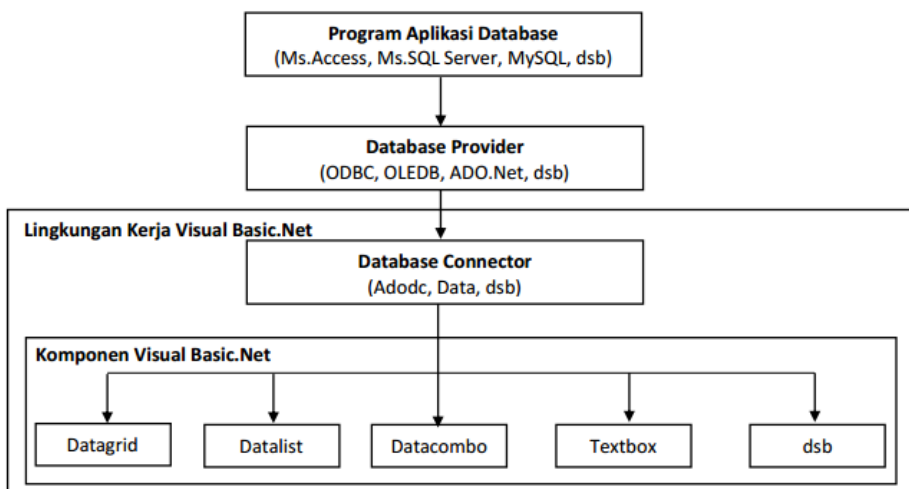 Program Aplikasi Database
(Ms.Access, Ms.SQL Server, MySQL, dsb)
Database Provider
(ODBC, OLEDB, ADO.Net, dsb)
Lingkungan Kerja Visual Basic.Net
Database Connector
(Adodc, Data, dsb)
Komponen Visual Basic.Net
Datagrid
Datalist
Datacombo
Textbox
dsb